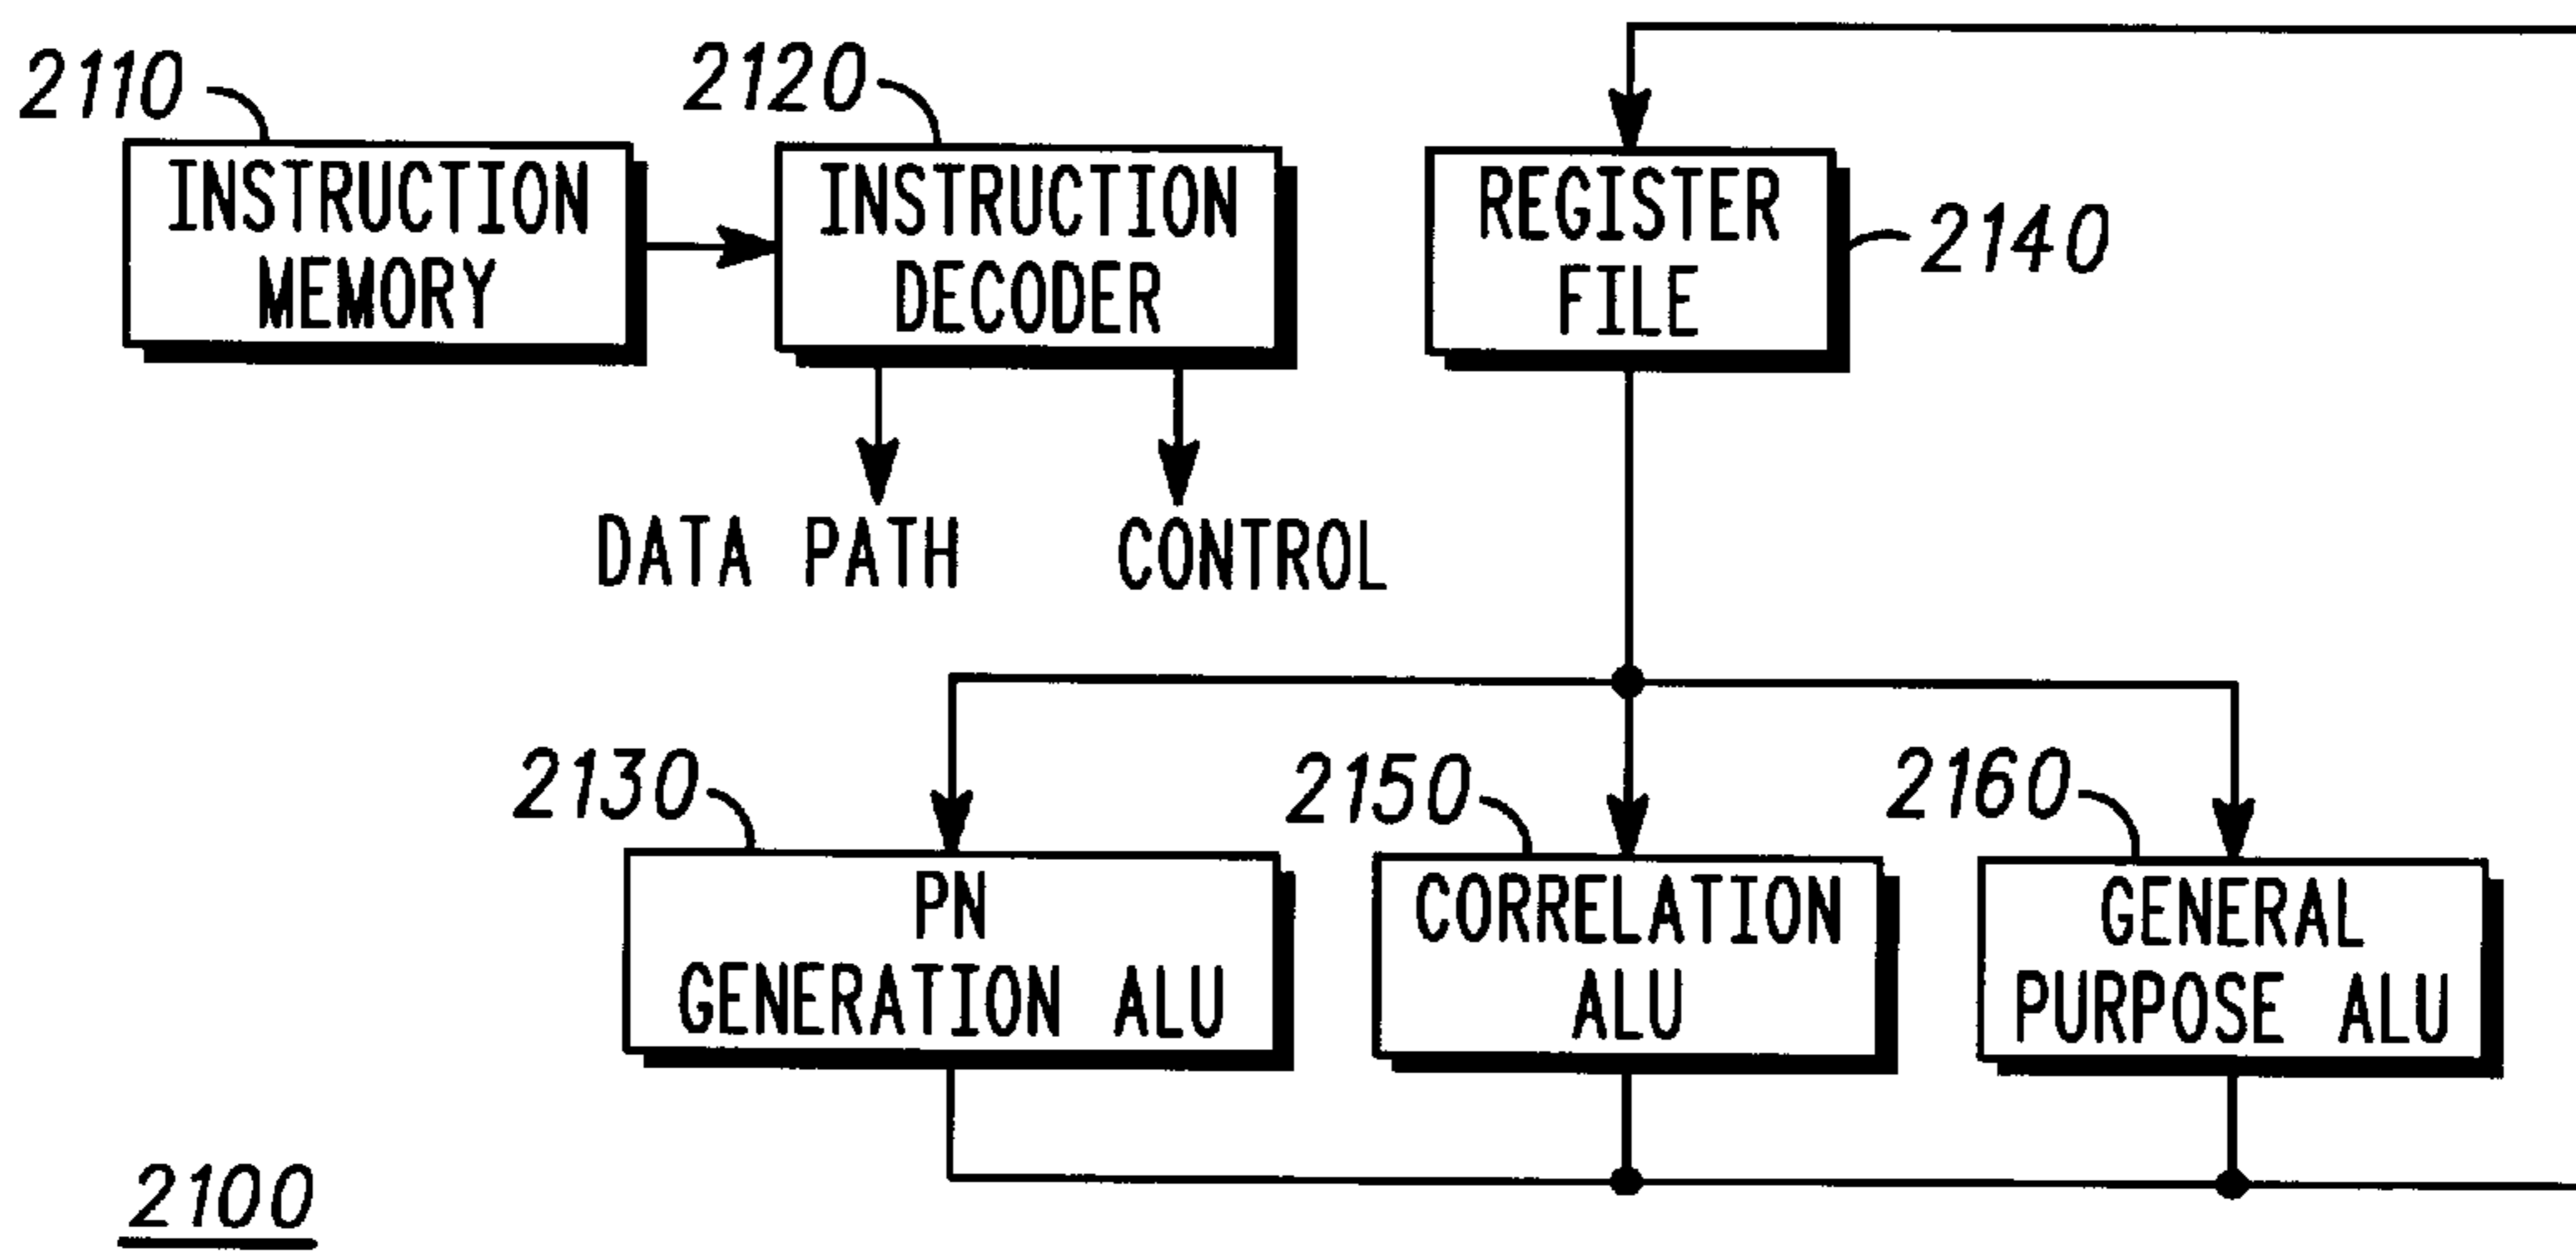 2110
INSTRUCTION
MEMORY
2120
INSTRUCTION
DECODER
REGISTER
FILE
2140
DATA PATH
CONTROL
2130
PN
GENERATION ALU
2150
CORRELATION
ALU
2160
GENERAL
PURPOSE ALU
2100